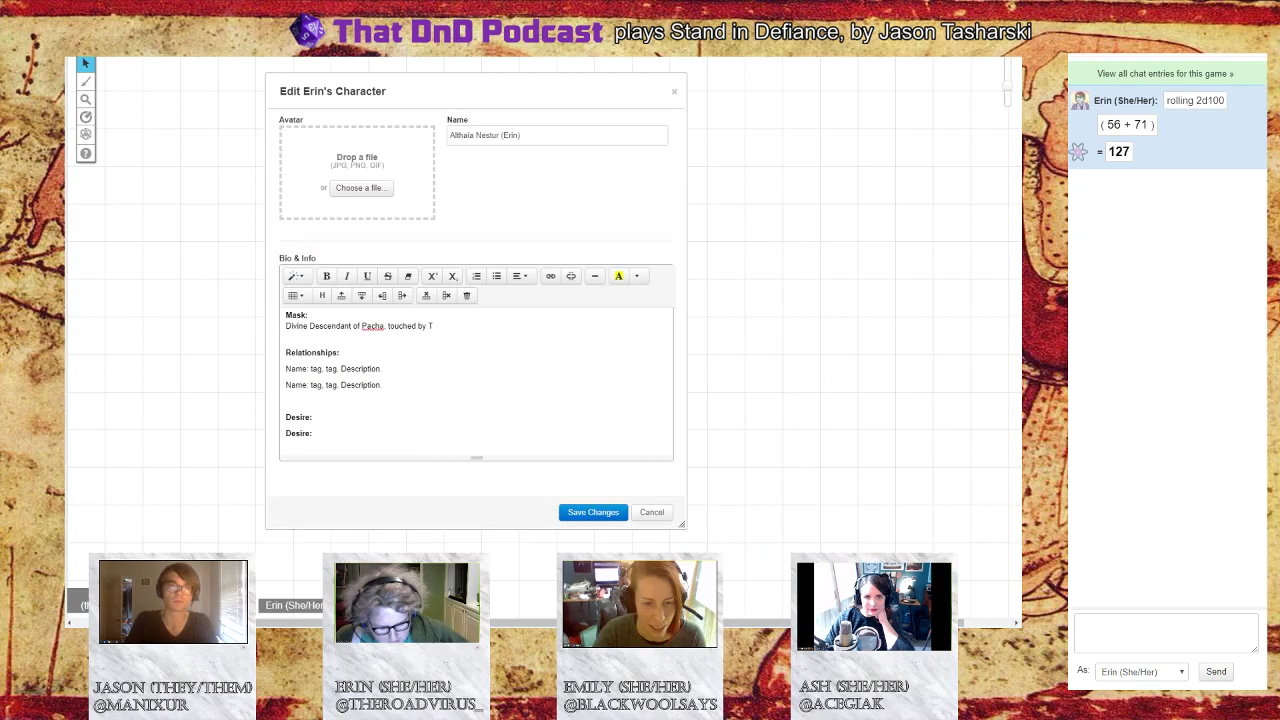 That DnD Podcast plays Stand in Defiance, by Jason Tasharski
Edit Erin's Character
×
Avatar
Name
Althaia Nestur (Erin)
Drop a file
(JPG, PNG, GIF)
or Choose a file...
Bio & Info
B I U S X X A
H
Mask:
Divine Descendant of Pacha, touched by T
Relationships:
Name: tag, tag. Description.
Name: tag, tag. Description.
Desire:
Desire:
Save Changes Cancel
View all chat entries for this game »
Erin (She/Her): rolling 2d100
( 56 + 71 )
= 127
As: Erin (She/Her) Send
Erin (She/Her
JASON (THEY/THEM)
@MANIXUR
ERIN (SHE/HER)
@THEROADVIRUS_
EMILY (SHE/HER)
@BLACKWOOLSAYS
ASH (SHE/HER)
@ACEGIAK